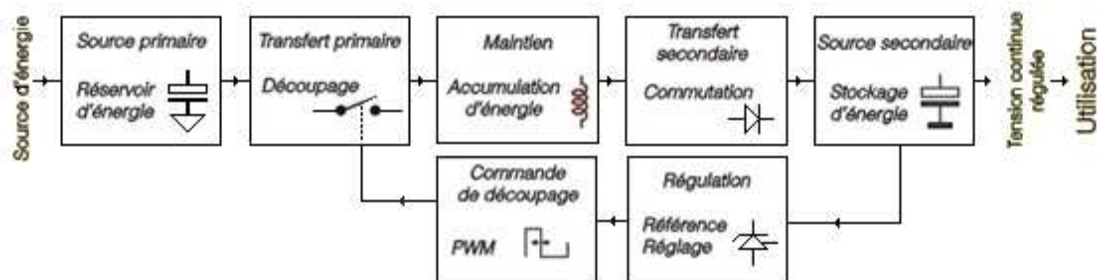 Source d'énergie
Source primaire
Réservoir
d'énergie
Transfert primaire
Découpage
Maintien
Accumulation
d'énergie
Transfert
secondaire
Commutation
Source secondaire
Stockage
d'énergie
Tension continue
régulée
Utilisation
Commande
de découpage
PWM
Régulation
Référence
Réglage